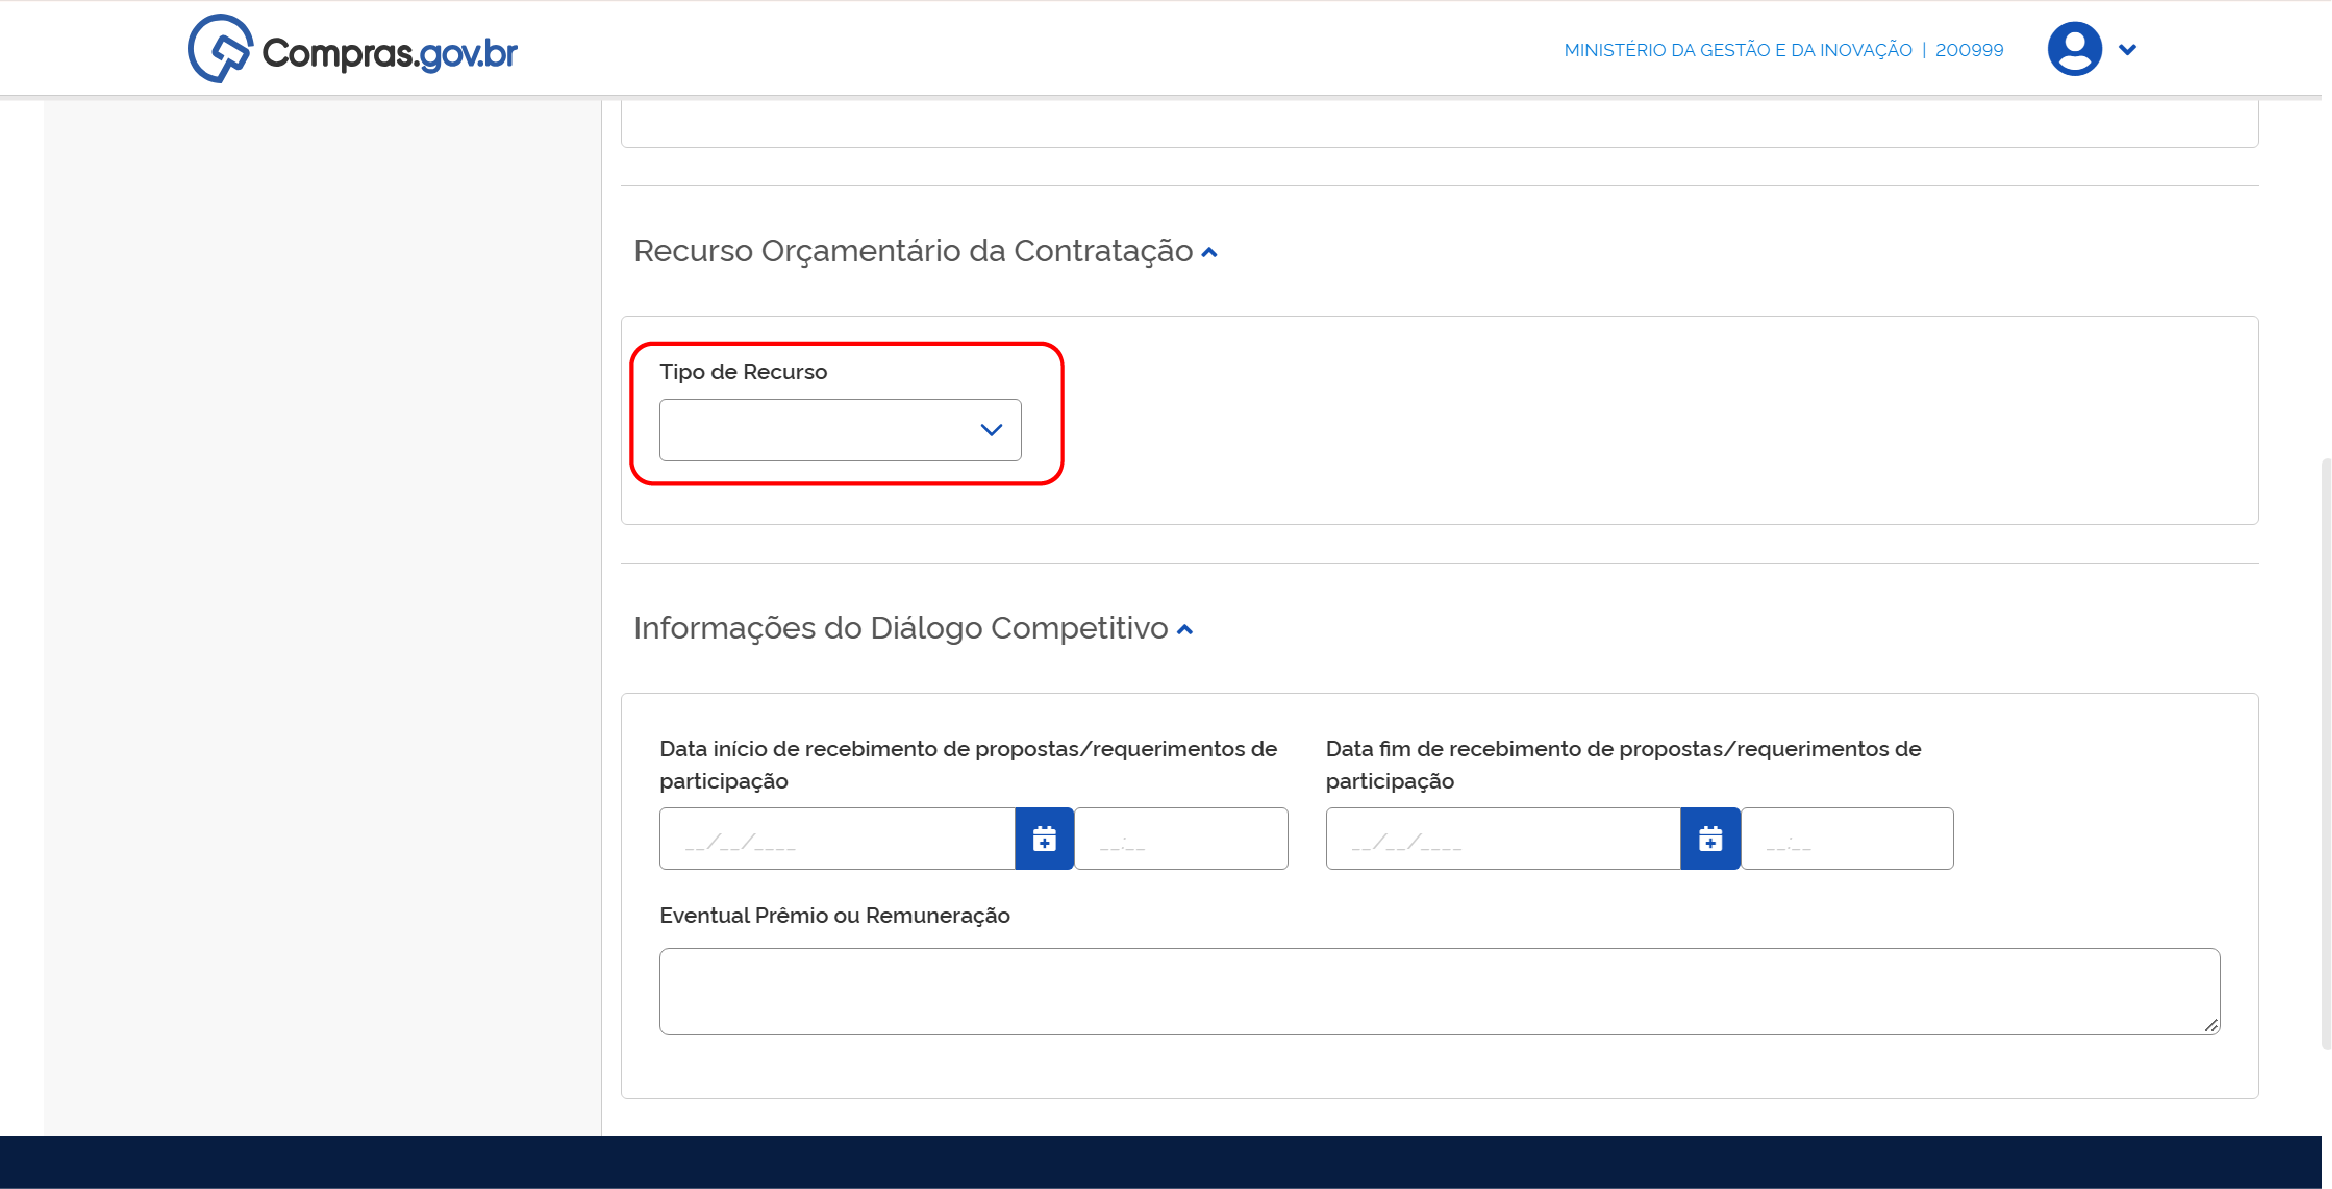 Compras.gov.br
MINISTÉRIO DA GESTÃO E DA INOVAÇÃO | 200999
Recurso Orçamentário da Contratação
Tipo de Recurso
Informações do Diálogo Competitivo
Data início de recebimento de propostas/requerimentos de
participação
Data fim de recebimento de propostas/requerimentos de
participação
__/__/____
__:__
__/__/____
__:__
Eventual Prêmio ou Remuneração